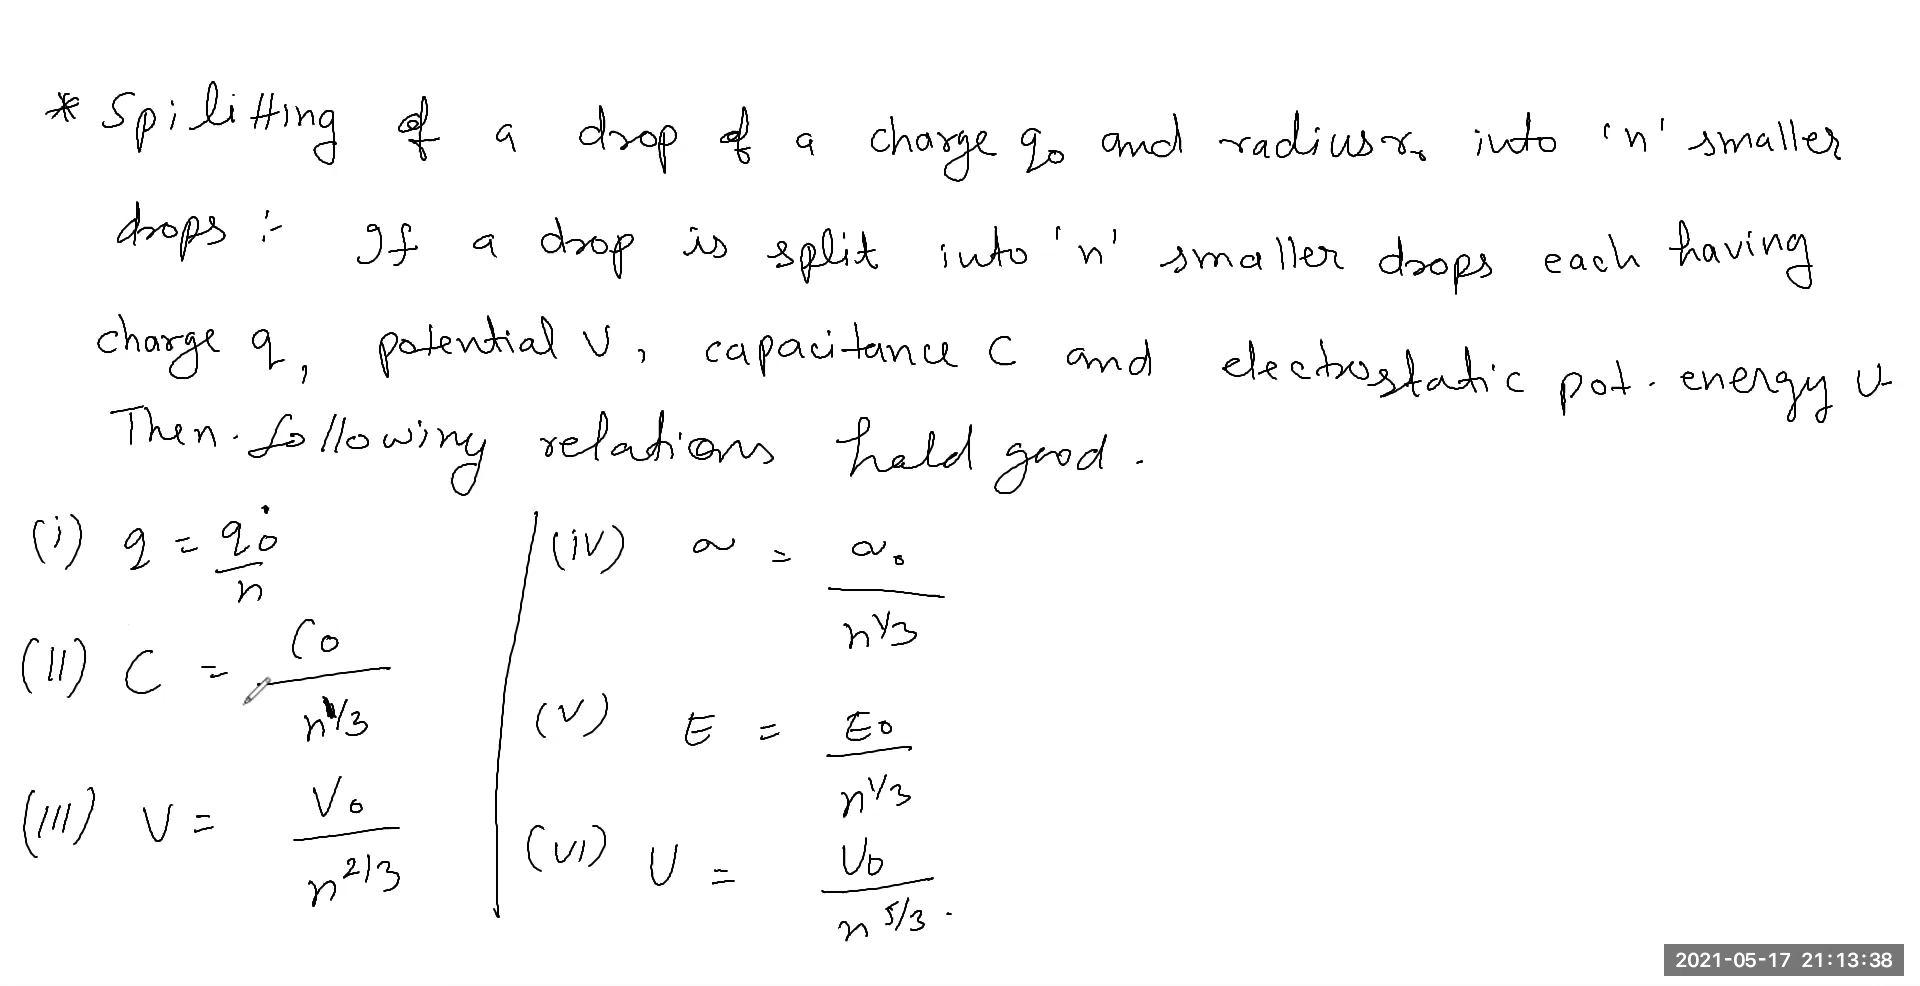 * Spilitting of a drop of a charge q₀ and radius r₀ into 'n' smaller
drops :- If a drop is split into 'n' smaller drops each having
charge q, potential V, capacitance C and electrostatic pot. energy U
Then following relations hald good.
(i) q = q₀/n
(II) C = C₀/n^1/3
(III) V = V₀/n^2/3
(iv) σ = σ₀/n^1/3
(v) E = E₀/n^1/3
(vi) U = U₀/n^5/3.
2021-05-17 21:13:38